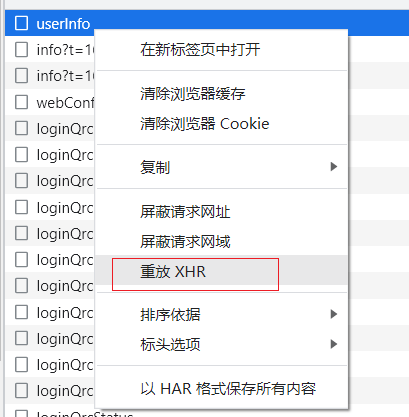 userInfo
info?t=16
info?t=16
webConf
loginQrc
loginQrc
loginQrc
loginQrc
loginQrc
loginQrc
loginQrc
loginQrc
loginQrc
loginQrc
loginQrc
loginQrcStatus
在新标签页中打开
清除浏览器缓存
清除浏览器 Cookie
复制
屏蔽请求网址
屏蔽请求网域
重放 XHR
排序依据
标头选项
以 HAR 格式保存所有内容